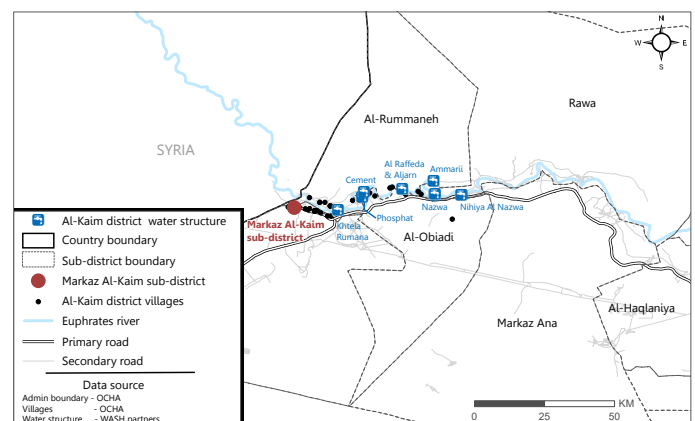 N
W
E
S
Rawa
Al-Rummaneh
SYRIA
Al Raffeda
& Aljarn
Ammarii
Cement
Nazwa
Nihiya Al Nazwa
Phosphat
Markaz Al-Kaim
sub-district
Khtela
Rumana
Al-Obiadi
Al-Haqlaniya
Markaz Ana
Al-Kaim district water structure
Country boundary
Sub-district boundary
Markaz Al-Kaim sub-district
Al-Kaim district villages
Euphrates river
Primary road
Secondary road
Data source
Admin boundary - OCHA
Villages - OCHA
Water structure - WASH partners
KM
0 25 50